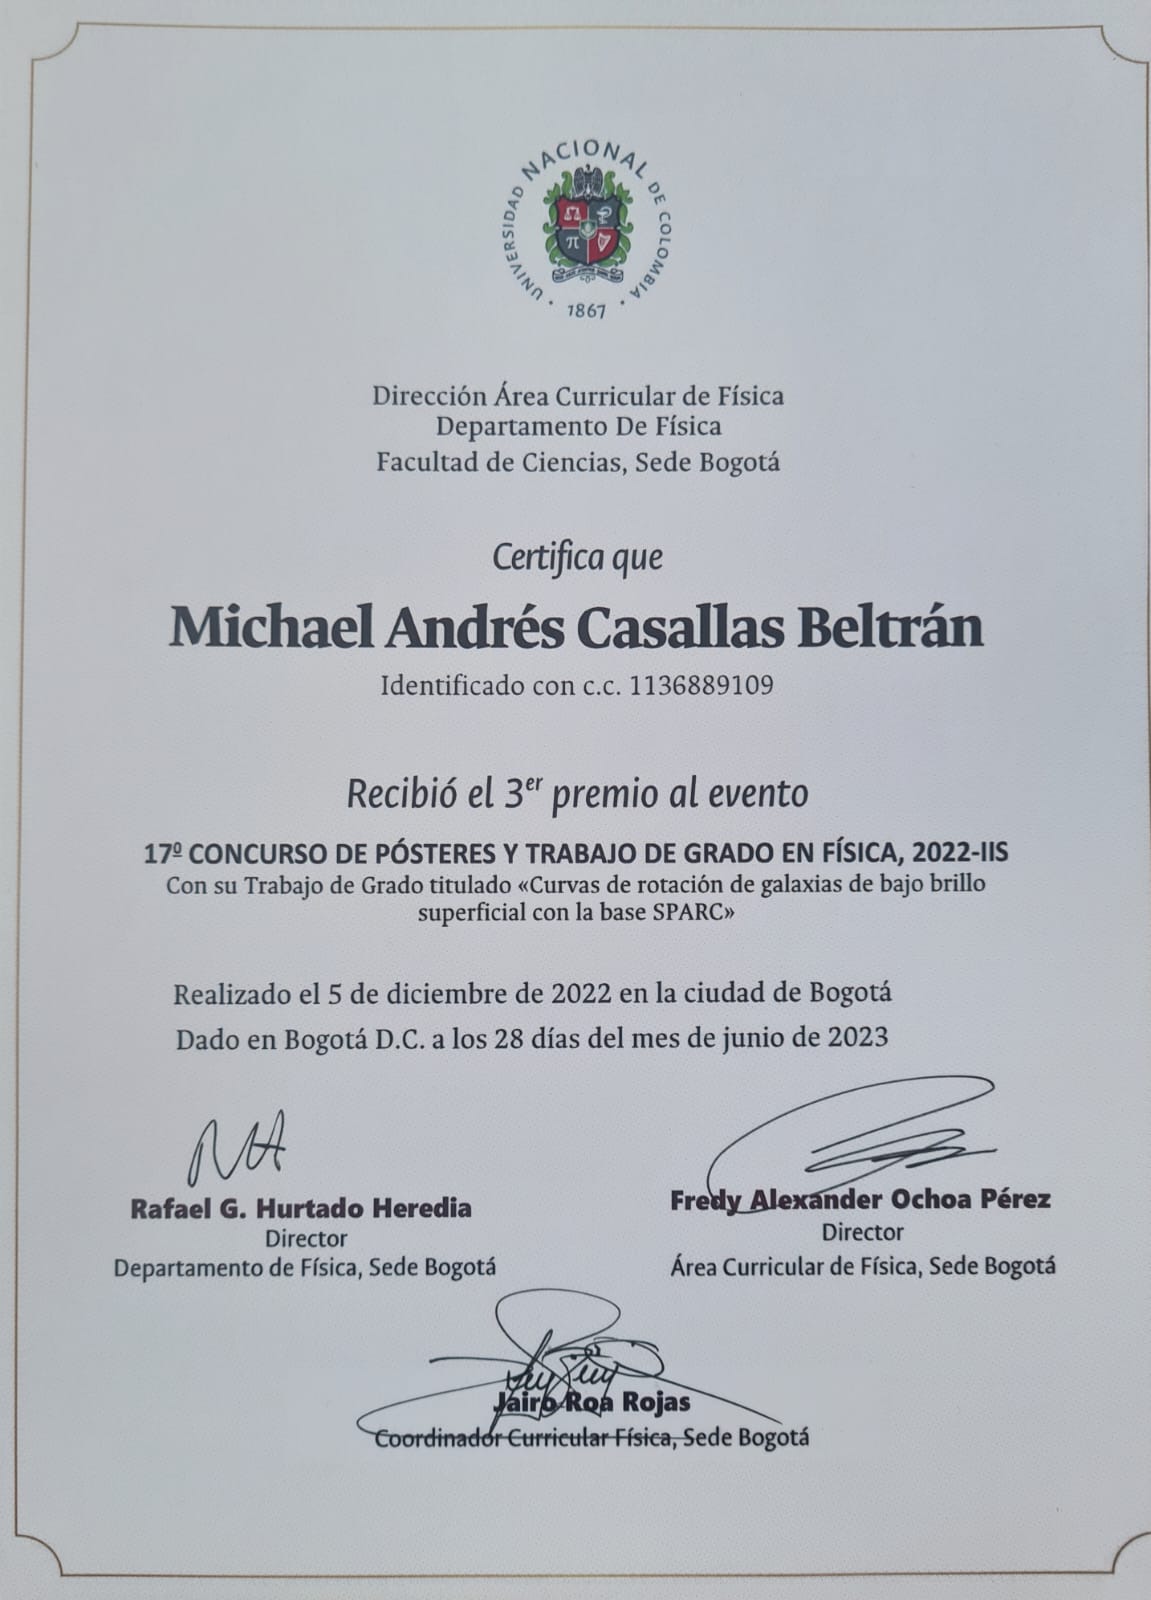 UNIVERSIDAD NACIONAL DE COLOMBIA
π
· 1867 ·
Dirección Área Curricular de Física
Departamento De Física
Facultad de Ciencias, Sede Bogotá
Certifica que
Michael Andrés Casallas Beltrán
Identificado con c.c. 1136889109
Recibió el 3er premio al evento
17º CONCURSO DE PÓSTERES Y TRABAJO DE GRADO EN FÍSICA, 2022-IIS
Con su Trabajo de Grado titulado «Curvas de rotación de galaxias de bajo brillo
superficial con la base SPARC»
Realizado el 5 de diciembre de 2022 en la ciudad de Bogotá
Dado en Bogotá D.C. a los 28 días del mes de junio de 2023
Rafael G. Hurtado Heredia
Director
Departamento de Física, Sede Bogotá
Fredy Alexander Ochoa Pérez
Director
Área Curricular de Física, Sede Bogotá
Jairo Roa Rojas
Coordinador Curricular Física, Sede Bogotá